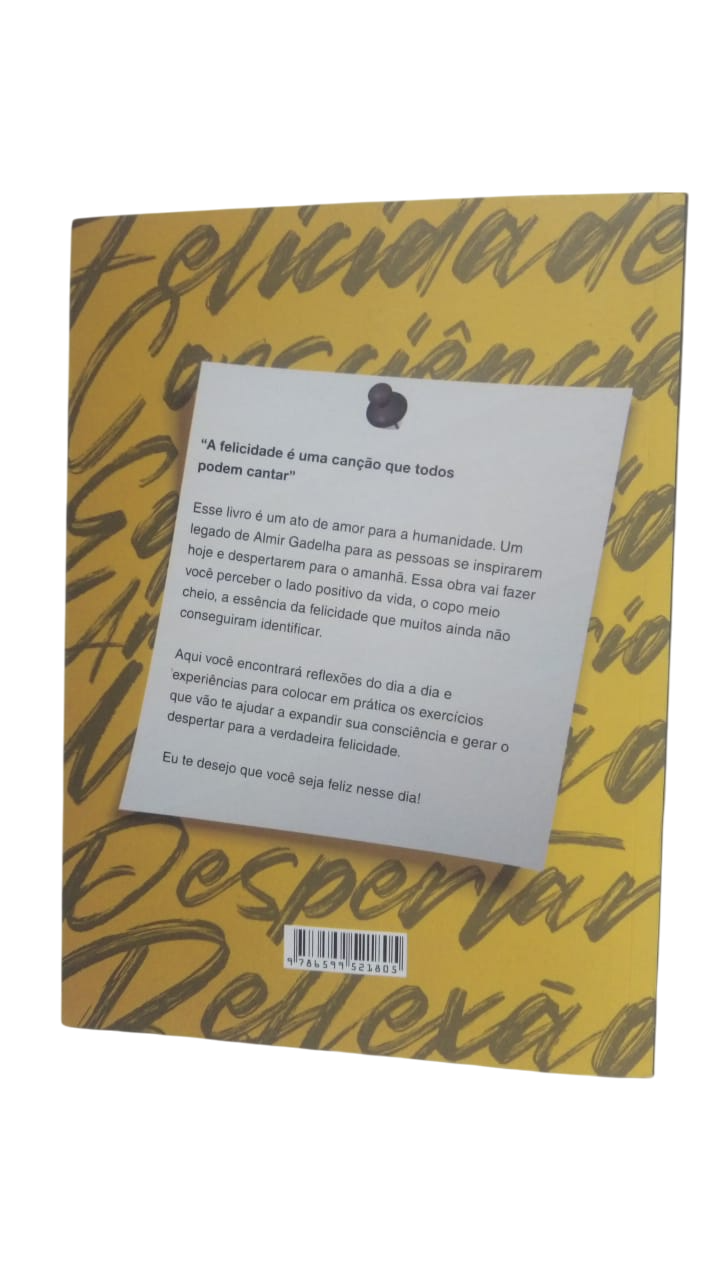 Felicidade
Consciência
“A felicidade é uma canção que todos
podem cantar”
Esse livro é um ato de amor para a humanidade. Um
legado de Almir Gadelha para as pessoas se inspirarem
hoje e despertarem para o amanhã. Essa obra vai fazer
você perceber o lado positivo da vida, o copo meio
cheio, a essência da felicidade que muitos ainda não
conseguiram identificar.
Aqui você encontrará reflexões do dia a dia e
experiências para colocar em prática os exercícios
que vão te ajudar a expandir sua consciência e gerar o
despertar para a verdadeira felicidade.
Eu te desejo que você seja feliz nesse dia!
Despertar
Reflexão
9 786599 521805